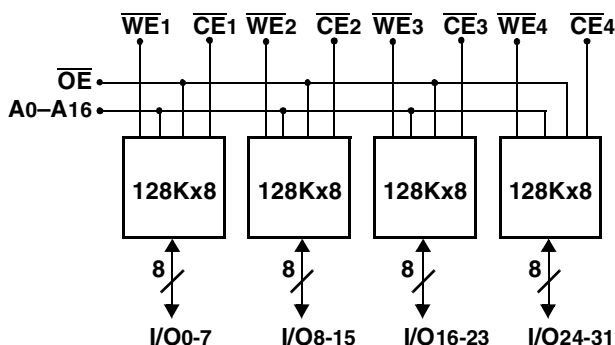 WE1 CE1 WE2 CE2 WE3 CE3 WE4 CE4
OE
A0–A16
128Kx8 128Kx8 128Kx8 128Kx8
8 8 8 8
I/O0-7 I/O8-15 I/O16-23 I/O24-31